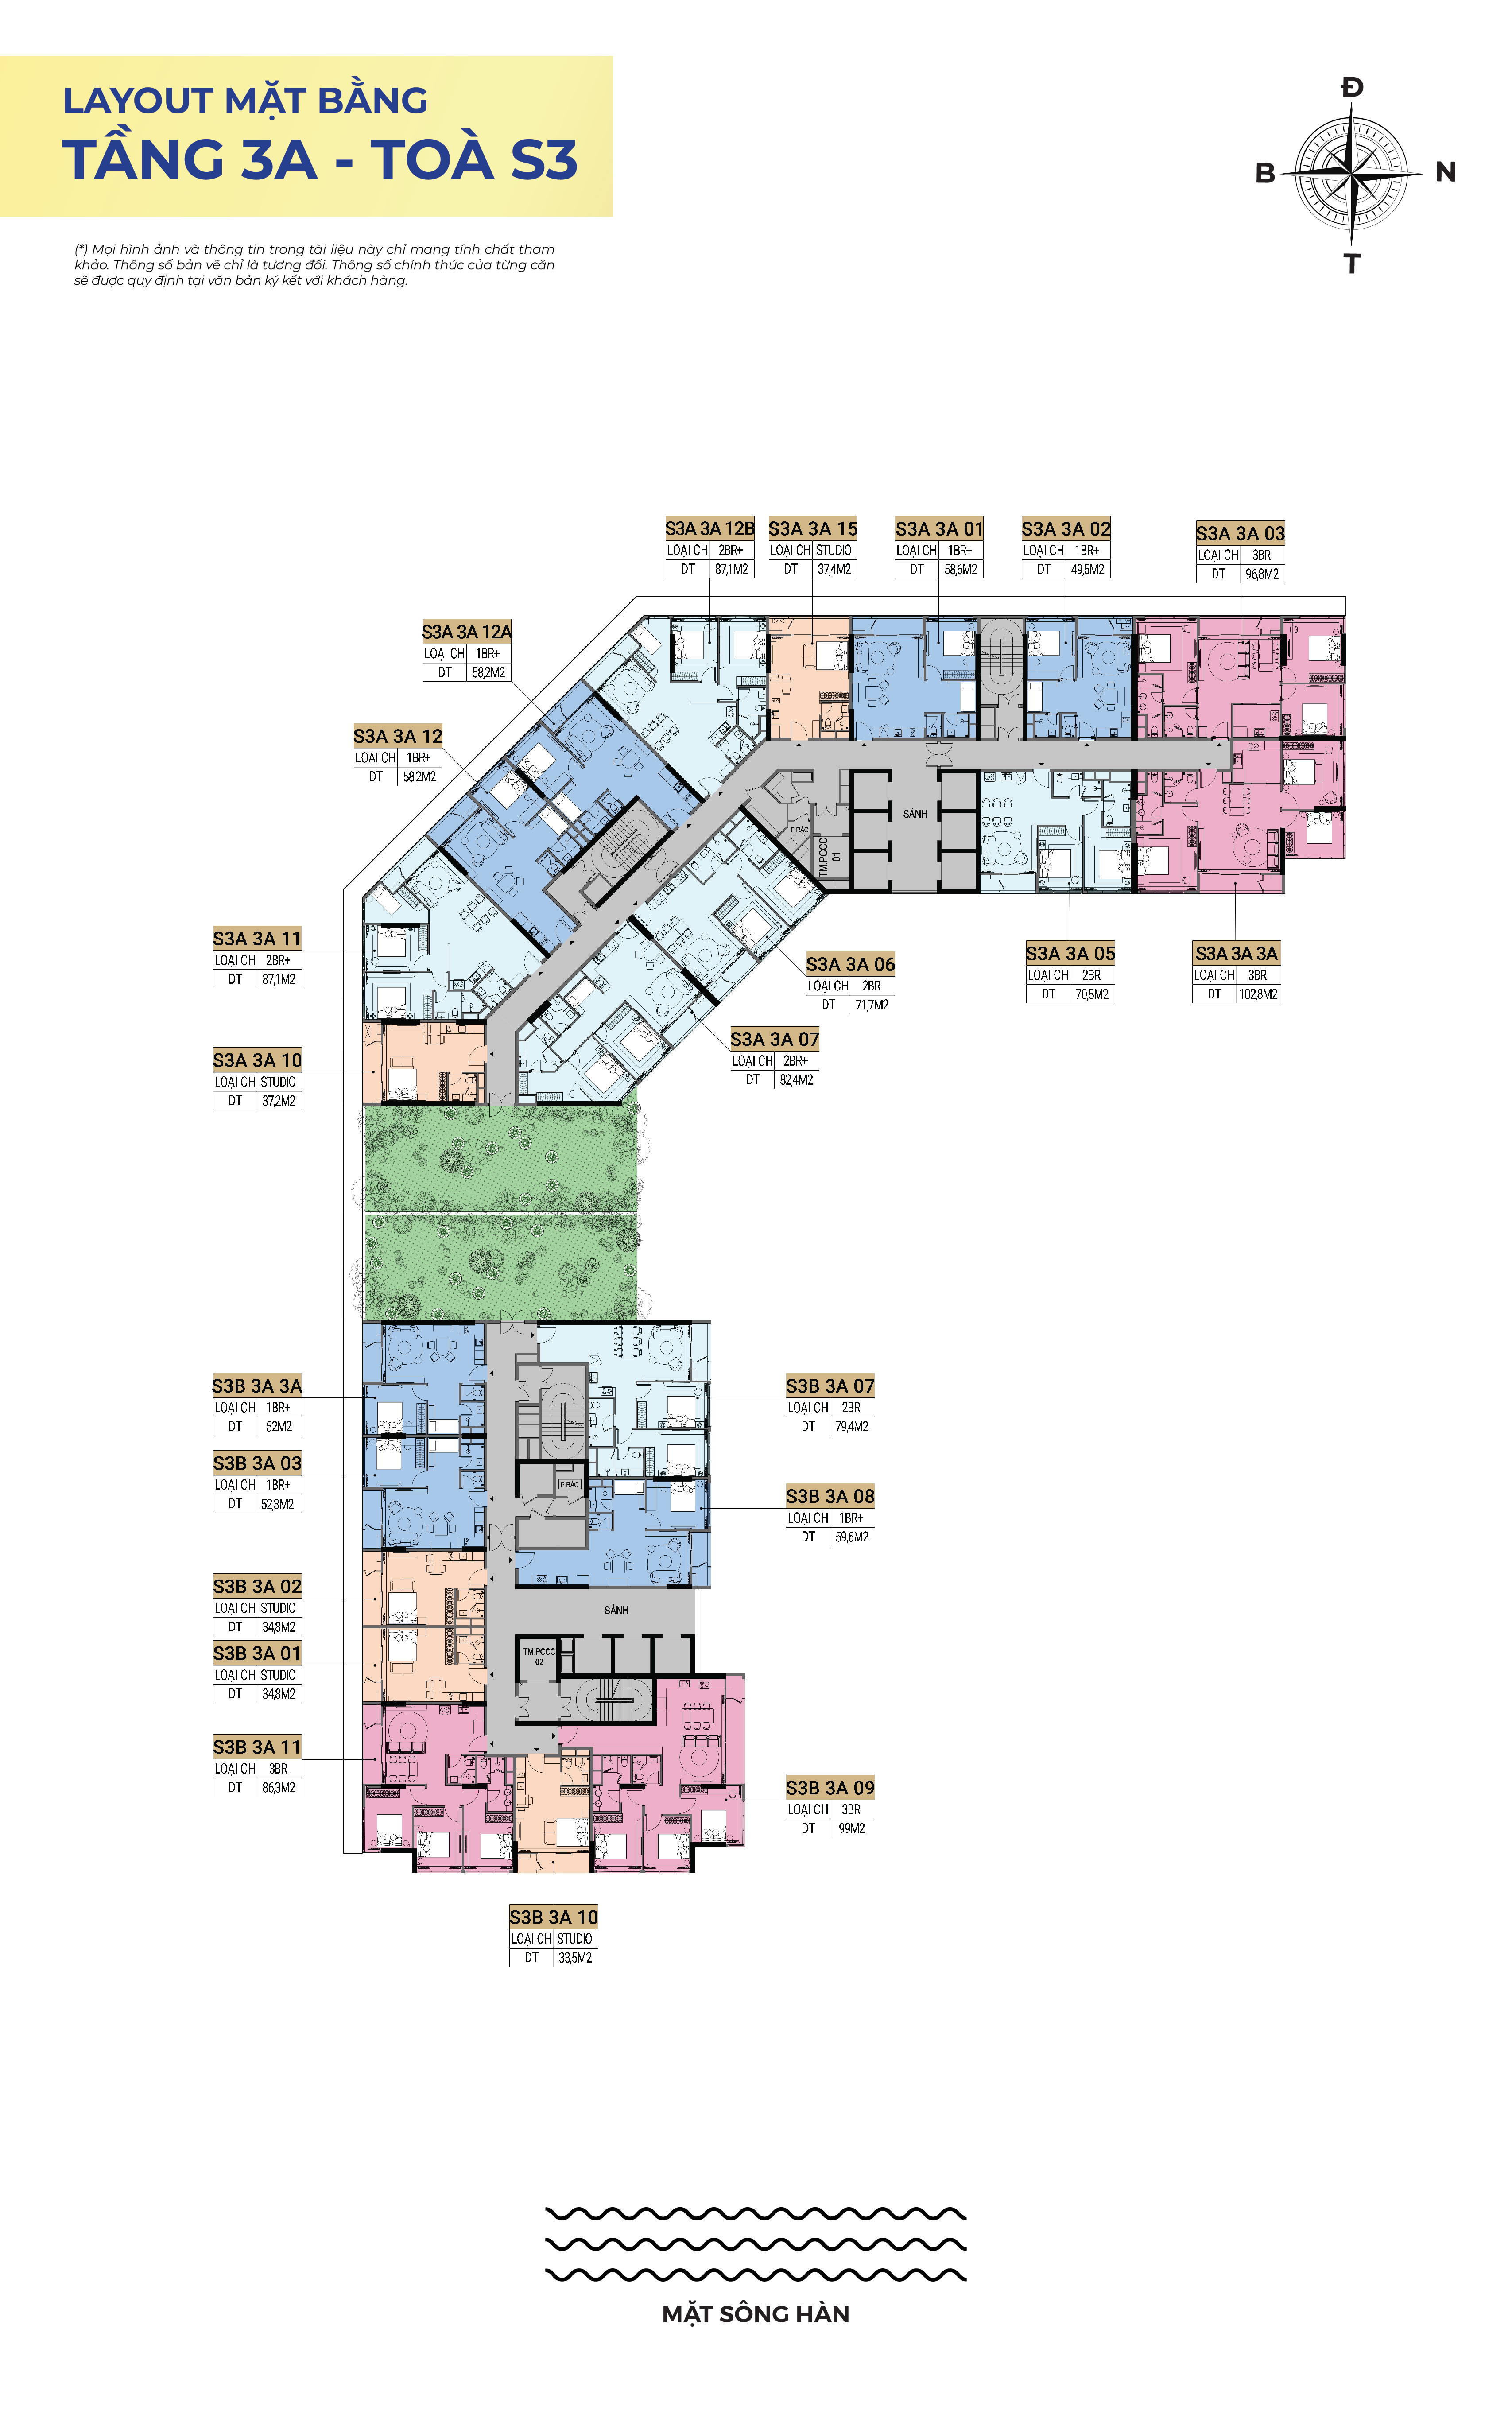 LAYOUT MẶT BẰNG
TẦNG 3A - TOÀ S3
(*) Mọi hình ảnh và thông tin trong tài liệu này chỉ mang tính chất tham
khảo. Thông số bản vẽ chỉ là tương đối. Thông số chính thức của từng căn
sẽ được quy định tại văn bản ký kết với khách hàng.
Đ
B
N
T
S3A 3A 12B
LOẠI CH 2BR+
DT 87,1M2
S3A 3A 15
LOẠI CH STUDIO
DT 37,4M2
S3A 3A 01
LOẠI CH 1BR+
DT 58,6M2
S3A 3A 02
LOẠI CH 1BR+
DT 49,5M2
S3A 3A 03
LOẠI CH 3BR
DT 96,8M2
S3A 3A 12A
LOẠI CH 1BR+
DT 58,2M2
S3A 3A 12
LOẠI CH 1BR+
DT 58,2M2
P.RÁC
TM.PCCC
01
SẢNH
S3A 3A 11
LOẠI CH 2BR+
DT 87,1M2
S3A 3A 06
LOẠI CH 2BR
DT 71,7M2
S3A 3A 05
LOẠI CH 2BR
DT 70,8M2
S3A 3A 3A
LOẠI CH 3BR
DT 102,8M2
S3A 3A 07
LOẠI CH 2BR+
DT 82,4M2
S3A 3A 10
LOẠI CH STUDIO
DT 37,2M2
S3B 3A 3A
LOẠI CH 1BR+
DT 52M2
S3B 3A 07
LOẠI CH 2BR
DT 79,4M2
S3B 3A 03
LOẠI CH 1BR+
DT 52,3M2
P.RÁC
S3B 3A 08
LOẠI CH 1BR+
DT 59,6M2
S3B 3A 02
LOẠI CH STUDIO
DT 34,8M2
SẢNH
S3B 3A 01
LOẠI CH STUDIO
DT 34,8M2
TM.PCCC
02
S3B 3A 11
LOẠI CH 3BR
DT 86,3M2
S3B 3A 09
LOẠI CH 3BR
DT 99M2
S3B 3A 10
LOẠI CH STUDIO
DT 33,5M2
MẶT SÔNG HÀN